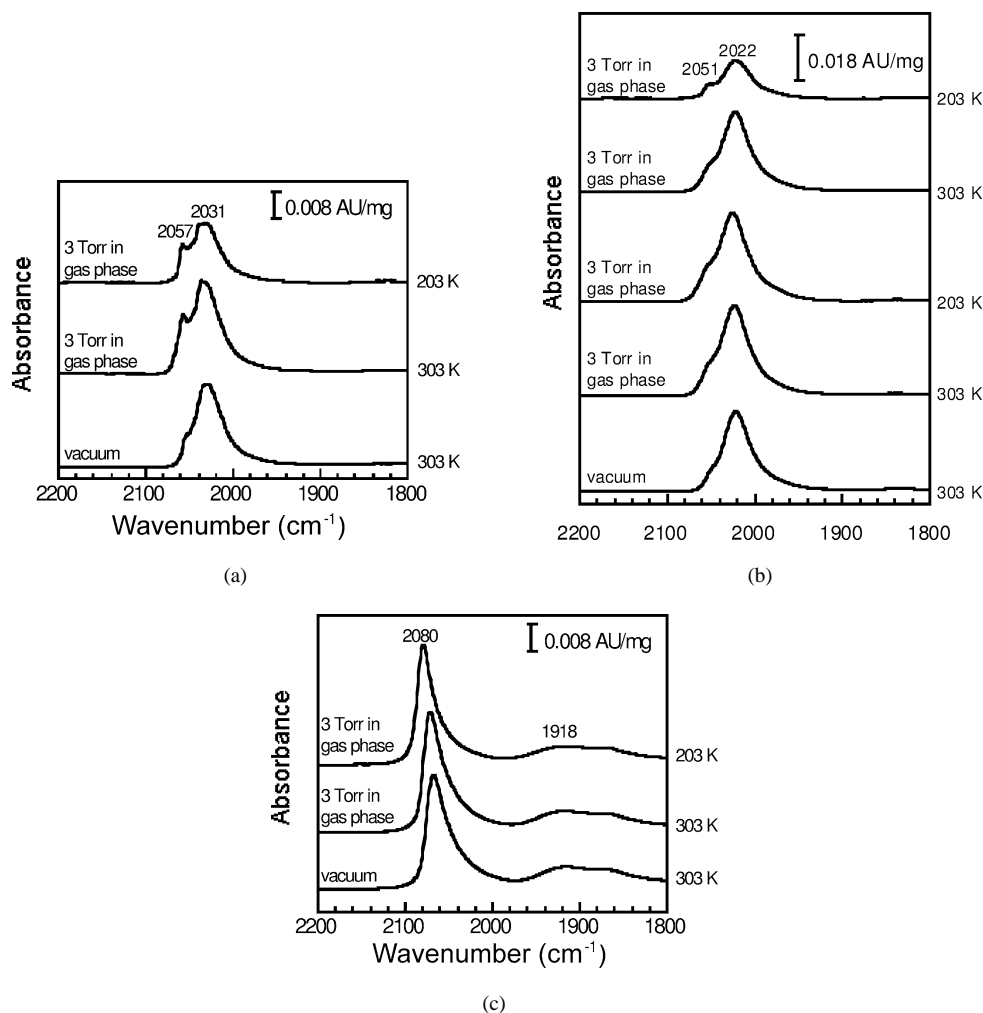 Absorbance
0.008 AU/mg
2031
2057
3 Torr in
gas phase
203 K
3 Torr in
gas phase
303 K
vacuum
303 K
2200 2100 2000 1900 1800
Wavenumber (cm-1)
(a)
Absorbance
0.018 AU/mg
2022
2051
3 Torr in
gas phase
203 K
3 Torr in
gas phase
303 K
3 Torr in
gas phase
203 K
3 Torr in
gas phase
303 K
vacuum
303 K
2200 2100 2000 1900 1800
(b)
Absorbance
0.008 AU/mg
2080
1918
3 Torr in
gas phase
203 K
3 Torr in
gas phase
303 K
vacuum
303 K
2200 2100 2000 1900 1800
Wavenumber (cm-1)
(c)